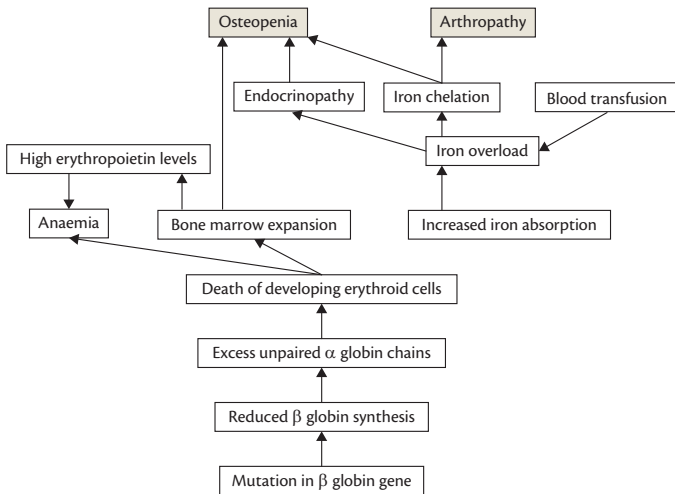 Osteopenia
Arthropathy
Endocrinopathy
Iron chelation
Blood transfusion
High erythropoietin levels
Iron overload
Anaemia
Bone marrow expansion
Increased iron absorption
Death of developing erythroid cells
Excess unpaired α globin chains
Reduced β globin synthesis
Mutation in β globin gene